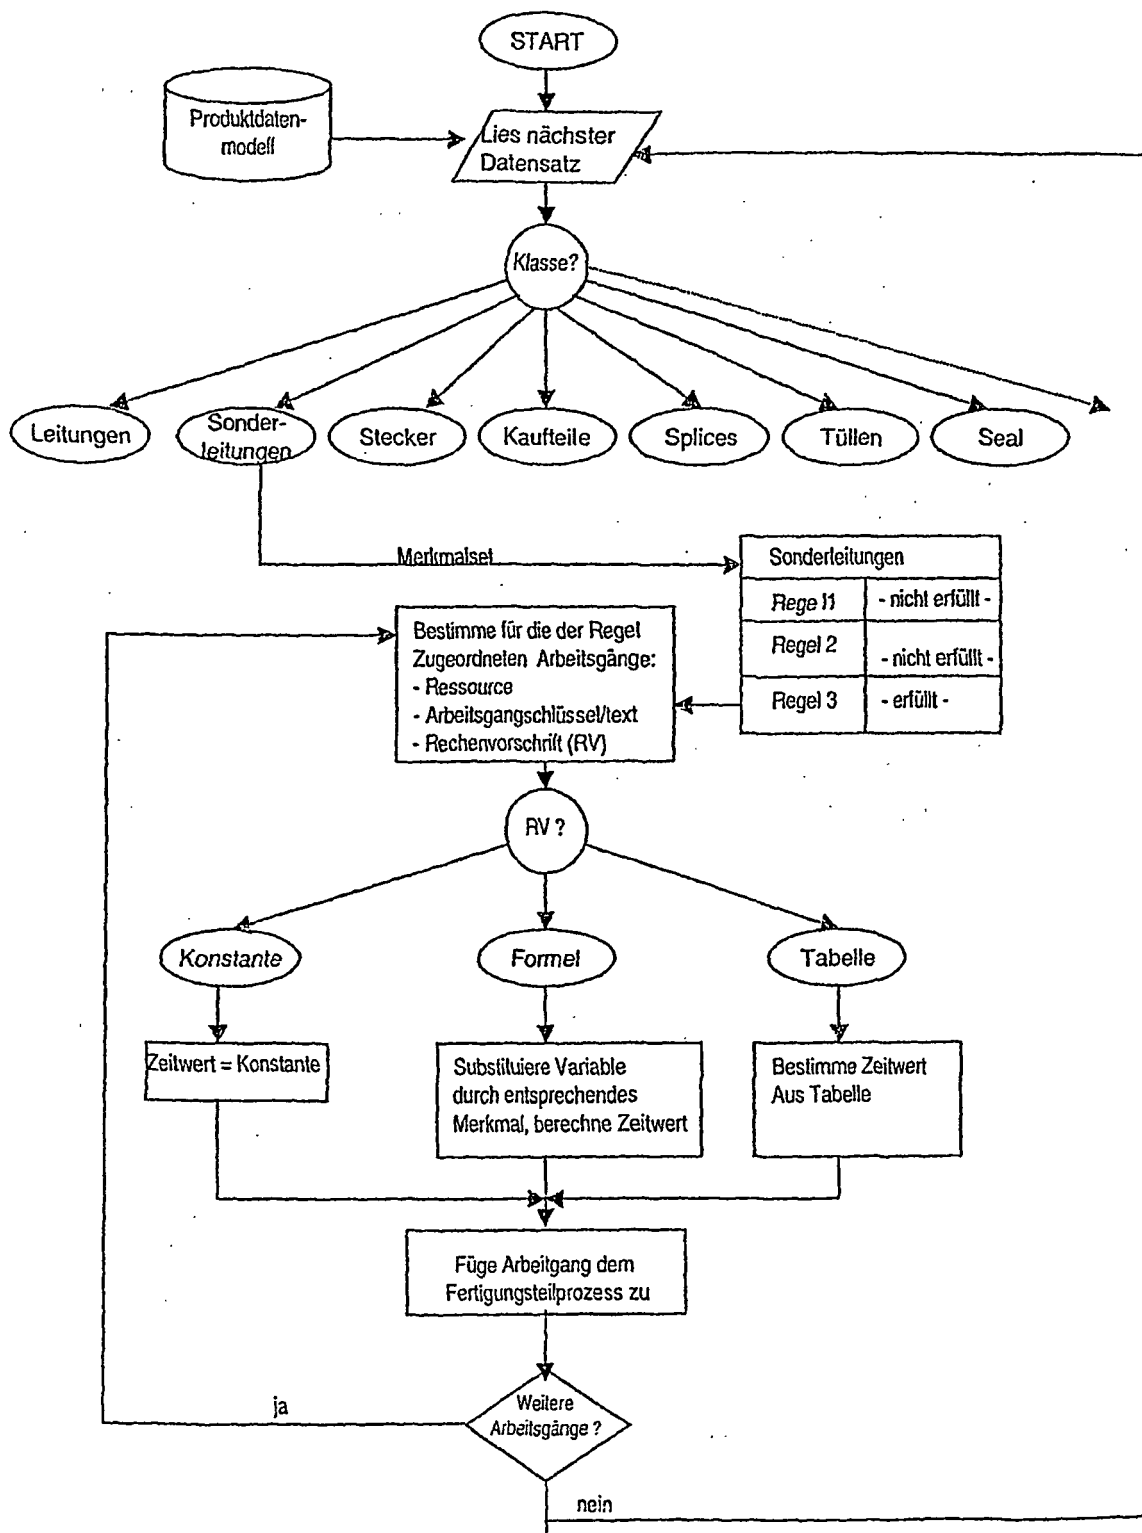 START
Produktdaten-
modell
Lies nächster
Datensatz
Klasse?
Leitungen
Sonder-
leitungen
Stecker
Kaufteile
Splices
Tüllen
Seal
Merkmalset
Sonderleitungen
Rege l1
- nicht erfüllt -
Regel 2
- nicht erfüllt -
Regel 3
- erfüllt -
Bestimme für die der Regel
Zugeordneten Arbeitsgänge:
- Ressource
- Arbeitsgangschlüssel/text
- Rechenvorschrift (RV)
RV ?
Konstante
Formel
Tabelle
Zeitwert = Konstante
Substituiere Variable
durch entsprechendes
Merkmal, berechne Zeitwert
Bestimme Zeitwert
Aus Tabelle
Füge Arbeitgang dem
Fertigungsteilprozess zu
Weitere
Arbeitsgänge ?
ja
nein